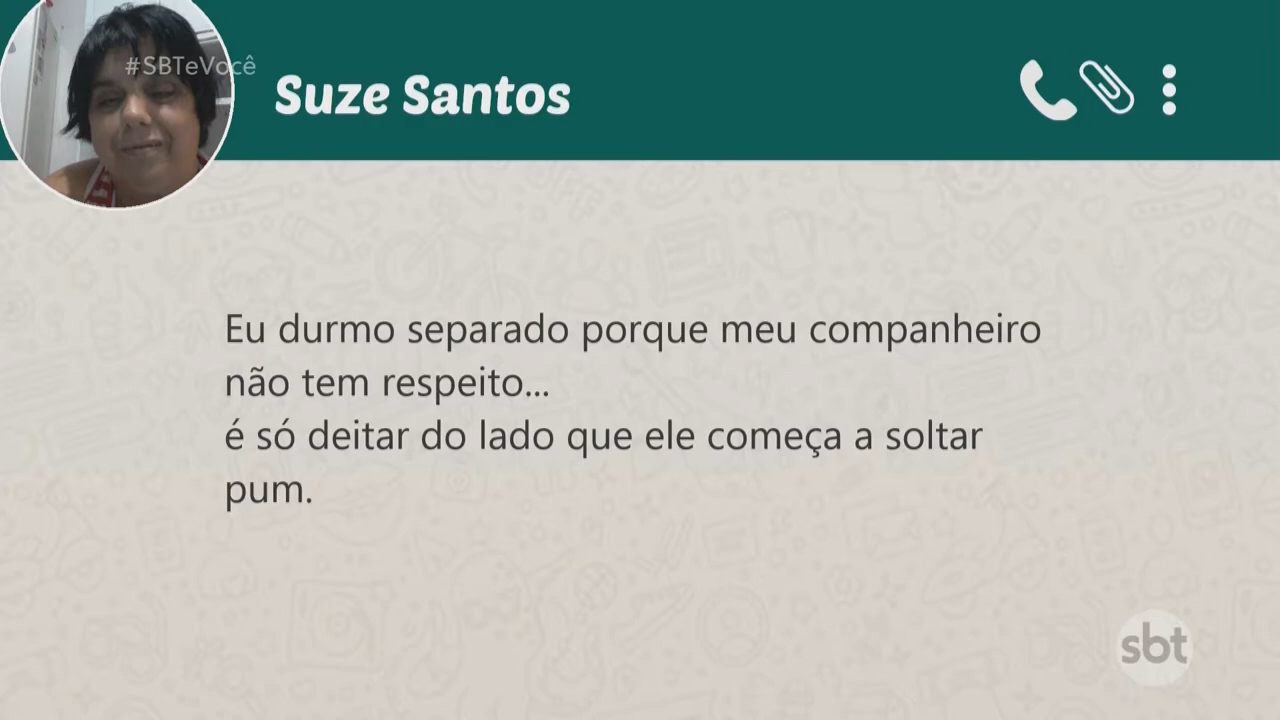 #SBTeVocê
Suze Santos
Eu durmo separado porque meu companheiro
não tem respeito...
é só deitar do lado que ele começa a soltar
pum.
sbt